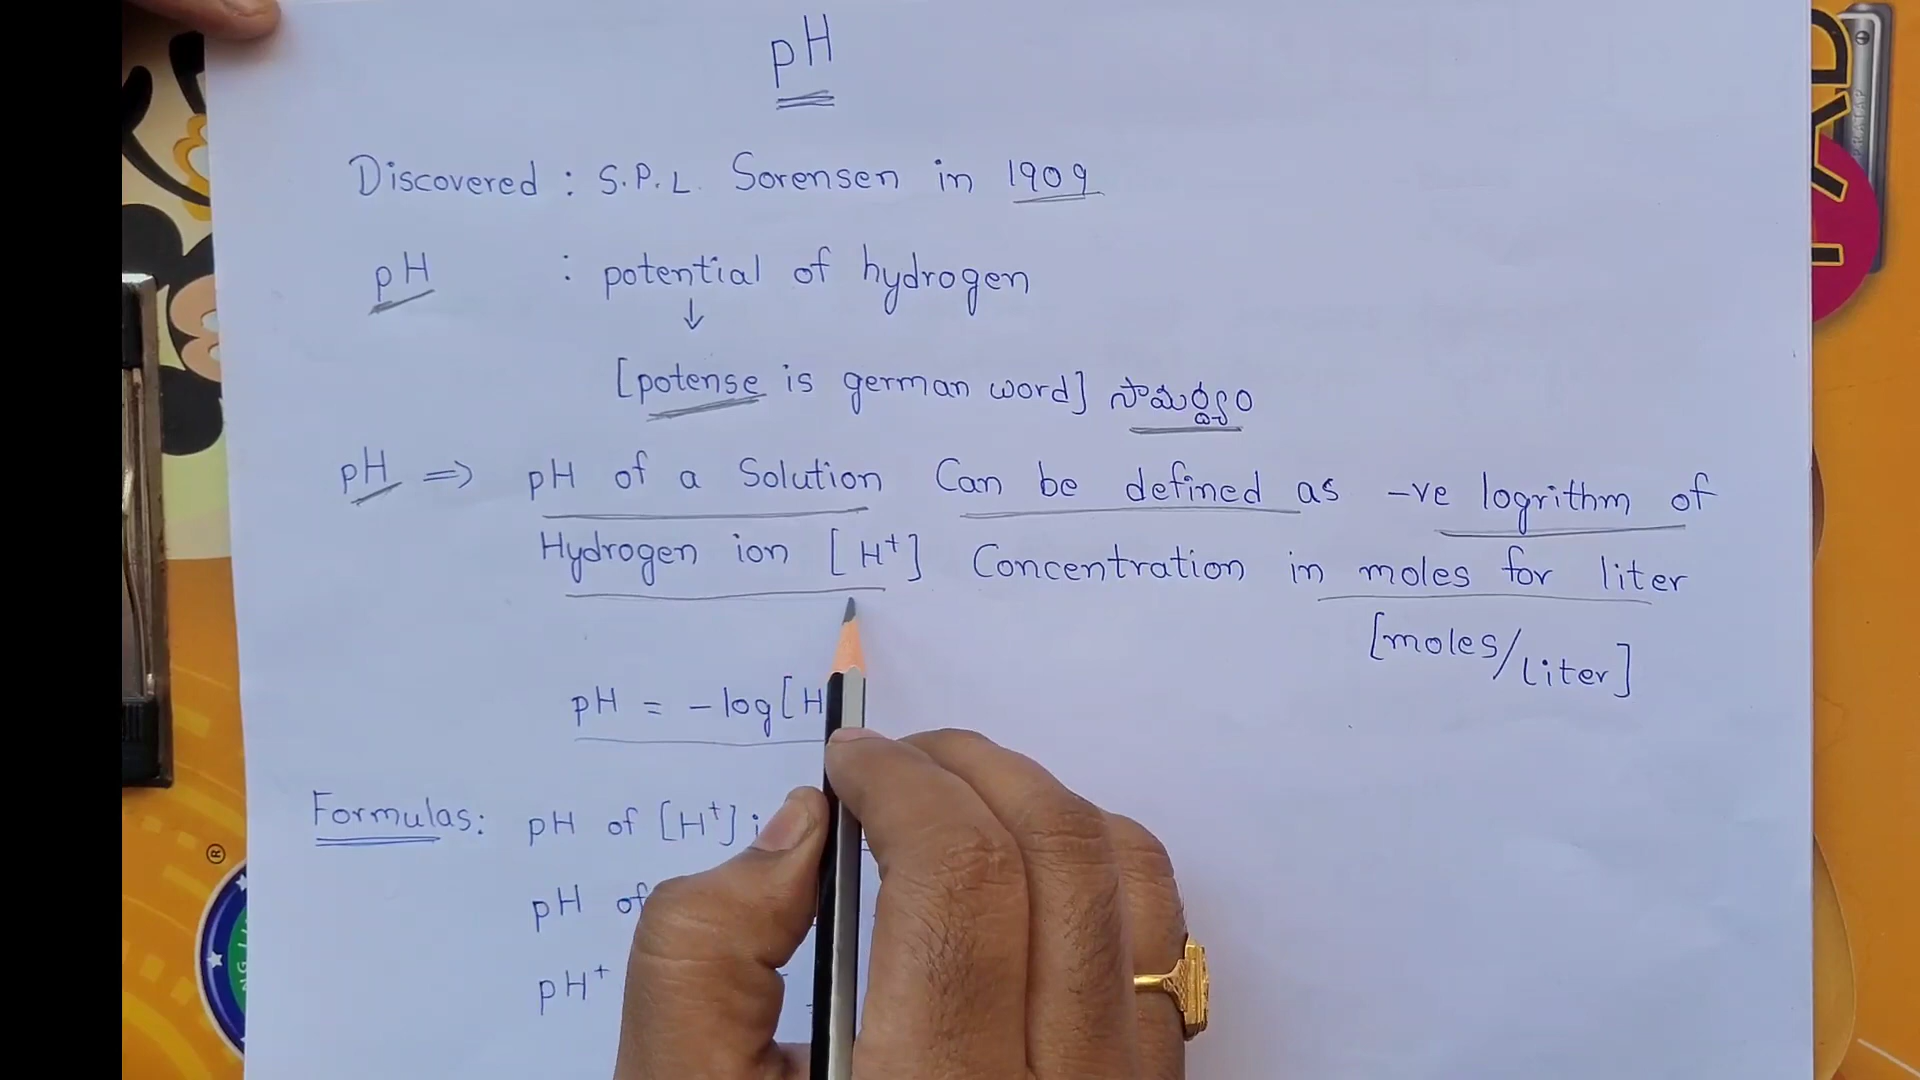 pH
Discovered : S.P.L. Sorensen in 1909
pH : potential of hydrogen
↓
[potense is german word] సామర్థ్యం
pH ⇒ pH of a Solution Can be defined as -ve logrithm of
Hydrogen ion [H⁺] Concentration in moles for liter
[moles/liter]
pH = -log[H
Formulas: pH of [H⁺] i
pH of
pH⁺